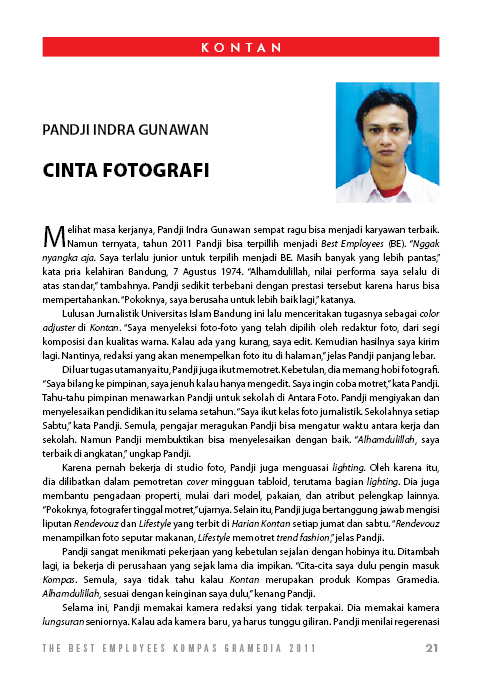 KONTAN
PANDJI INDRA GUNAWAN
CINTA FOTOGRAFI
Melihat masa kerjanya, Pandji Indra Gunawan sempat ragu bisa menjadi karyawan terbaik.
Namun ternyata, tahun 2011 Pandji bisa terpillih menjadi Best Employees (BE). “Nggak
nyangka aja. Saya terlalu junior untuk terpilih menjadi BE. Masih banyak yang lebih pantas,”
kata pria kelahiran Bandung, 7 Agustus 1974. “Alhamdulillah, nilai performa saya selalu di
atas standar,” tambahnya. Pandji sedikit terbebani dengan prestasi tersebut karena harus bisa
mempertahankan. “Pokoknya, saya berusaha untuk lebih baik lagi,” katanya.
Lulusan Jurnalistik Universitas Islam Bandung ini lalu menceritakan tugasnya sebagai color
adjuster di Kontan. “Saya menyeleksi foto-foto yang telah dipilih oleh redaktur foto, dari segi
komposisi dan kualitas warna. Kalau ada yang kurang, saya edit. Kemudian hasilnya saya kirim
lagi. Nantinya, redaksi yang akan menempelkan foto itu di halaman,” jelas Pandji panjang lebar.
Di luar tugas utamanya itu, Pandji juga ikut memotret. Kebetulan, dia memang hobi fotografi.
“Saya bilang ke pimpinan, saya jenuh kalau hanya mengedit. Saya ingin coba motret,” kata Pandji.
Tahu-tahu pimpinan menawarkan Pandji untuk sekolah di Antara Foto. Pandji mengiyakan dan
menyelesaikan pendidikan itu selama setahun. “Saya ikut kelas foto jurnalistik. Sekolahnya setiap
Sabtu,” kata Pandji. Semula, pengajar meragukan Pandji bisa mengatur waktu antara kerja dan
sekolah. Namun Pandji membuktikan bisa menyelesaikan dengan baik. “Alhamdulillah, saya
terbaik di angkatan,” ungkap Pandji.
Karena pernah bekerja di studio foto, Pandji juga menguasai lighting. Oleh karena itu,
dia dilibatkan dalam pemotretan cover mingguan tabloid, terutama bagian lighting. Dia juga
membantu pengadaan properti, mulai dari model, pakaian, dan atribut pelengkap lainnya.
“Pokoknya, fotografer tinggal motret,” ujarnya. Selain itu, Pandji juga bertanggung jawab mengisi
liputan Rendevouz dan Lifestyle yang terbit di Harian Kontan setiap jumat dan sabtu. “Rendevouz
menampilkan foto seputar makanan, Lifestyle memotret trend fashion,” jelas Pandji.
Pandji sangat menikmati pekerjaan yang kebetulan sejalan dengan hobinya itu. Ditambah
lagi, ia bekerja di perusahaan yang sejak lama dia impikan. “Cita-cita saya dulu pengin masuk
Kompas. Semula, saya tidak tahu kalau Kontan merupakan produk Kompas Gramedia.
Alhamdulillah, sesuai dengan keinginan saya dulu,” kenang Pandji.
Selama ini, Pandji memakai kamera redaksi yang tidak terpakai. Dia memakai kamera
lungsuran seniornya. Kalau ada kamera baru, ya harus tunggu giliran. Pandji menilai regerenasi
THE BEST EMPLOYEES KOMPAS GRAMEDIA 2011 21